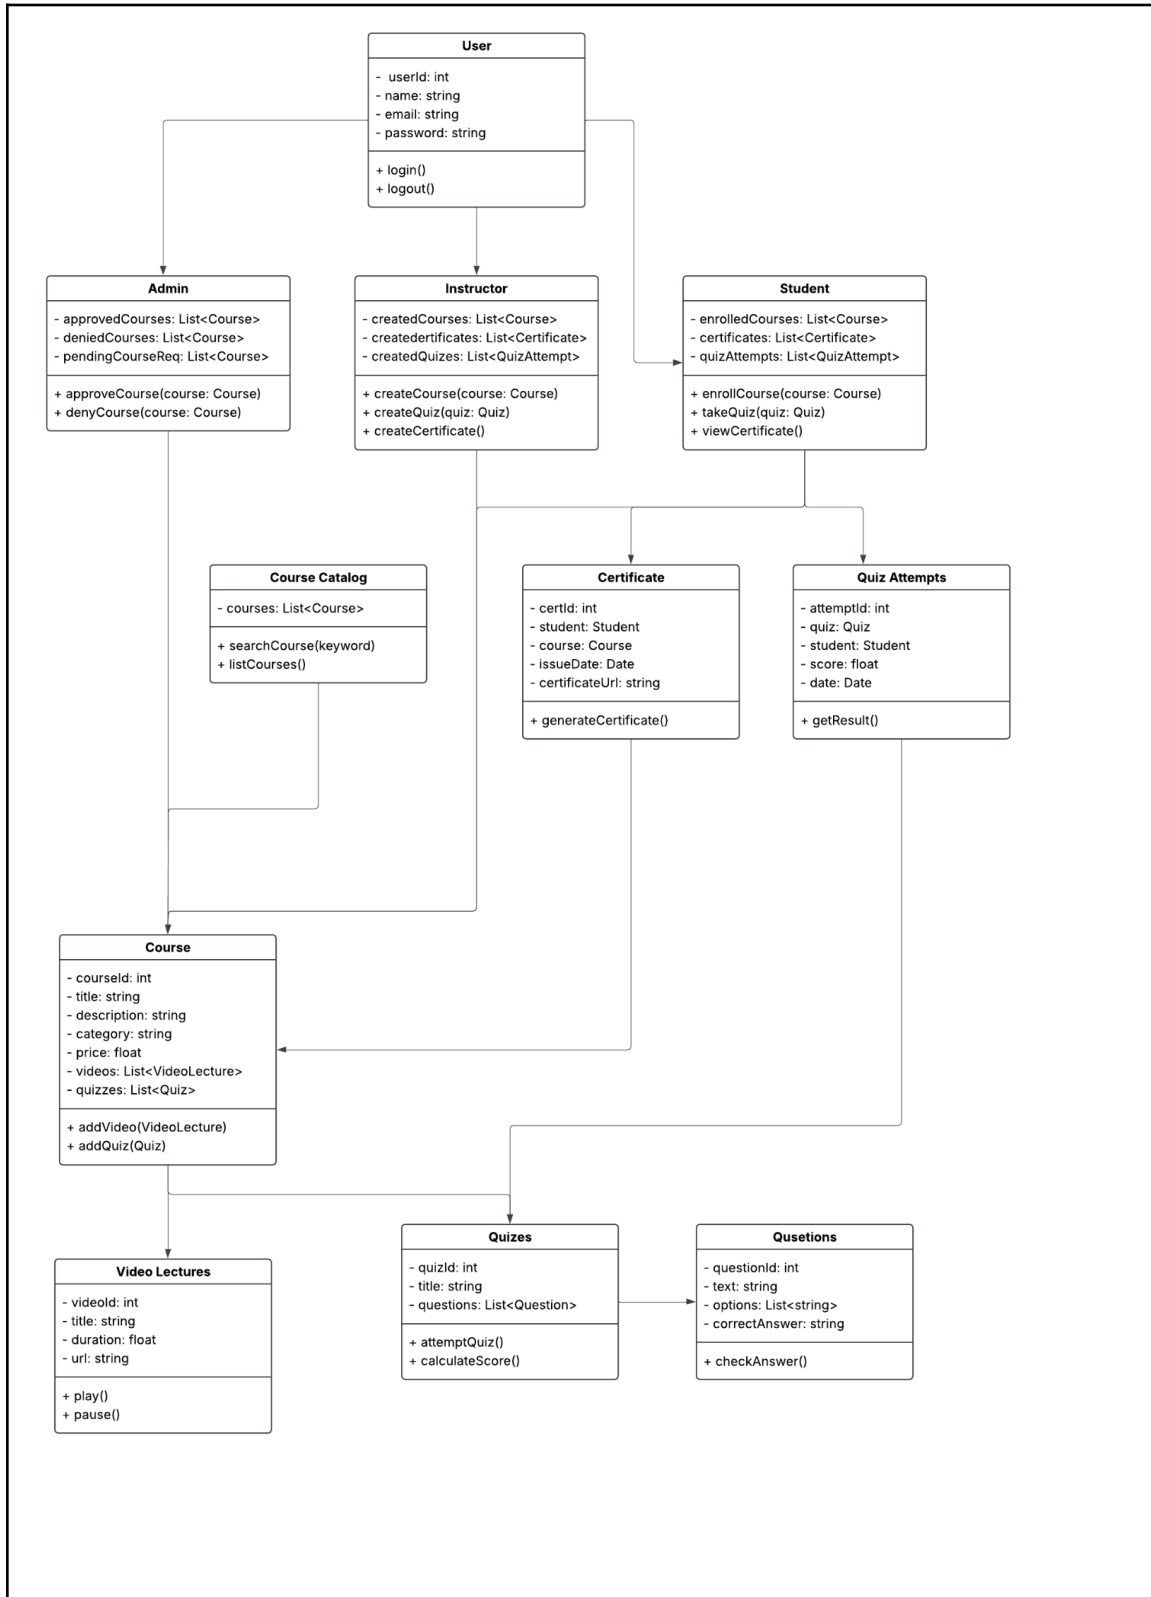 User
- userId: int
- name: string
- email: string
- password: string
+ login()
+ logout()
Admin
- approvedCourses: List<Course>
- deniedCourses: List<Course>
- pendingCourseReq: List<Course>
+ approveCourse(course: Course)
+ denyCourse(course: Course)
Instructor
- createdCourses: List<Course>
- createdertificates: List<Certificate>
- createdQuizes: List<QuizAttempt>
+ createCourse(course: Course)
+ createQuiz(quiz: Quiz)
+ createCertificate()
Student
- enrolledCourses: List<Course>
- certificates: List<Certificate>
- quizAttempts: List<QuizAttempt>
+ enrollCourse(course: Course)
+ takeQuiz(quiz: Quiz)
+ viewCertificate()
Course Catalog
- courses: List<Course>
+ searchCourse(keyword)
+ listCourses()
Certificate
- certId: int
- student: Student
- course: Course
- issueDate: Date
- certificateUrl: string
+ generateCertificate()
Quiz Attempts
- attemptId: int
- quiz: Quiz
- student: Student
- score: float
- date: Date
+ getResult()
Course
- courseId: int
- title: string
- description: string
- category: string
- price: float
- videos: List<VideoLecture>
- quizzes: List<Quiz>
+ addVideo(VideoLecture)
+ addQuiz(Quiz)
Video Lectures
- videoId: int
- title: string
- duration: float
- url: string
+ play()
+ pause()
Quizes
- quizId: int
- title: string
- questions: List<Question>
+ attemptQuiz()
+ calculateScore()
Qusetions
- questionId: int
- text: string
- options: List<string>
- correctAnswer: string
+ checkAnswer()